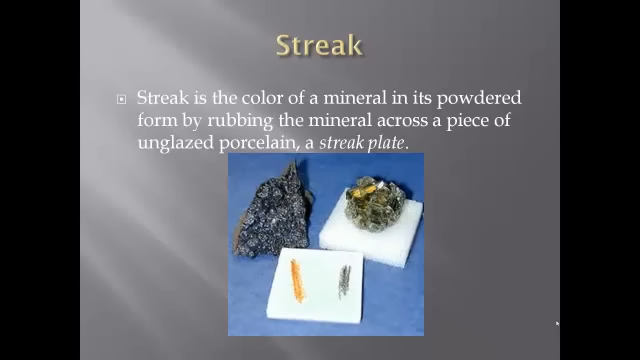 Streak
Streak is the color of a mineral in its powdered
form by rubbing the mineral across a piece of
unglazed porcelain, a streak plate.